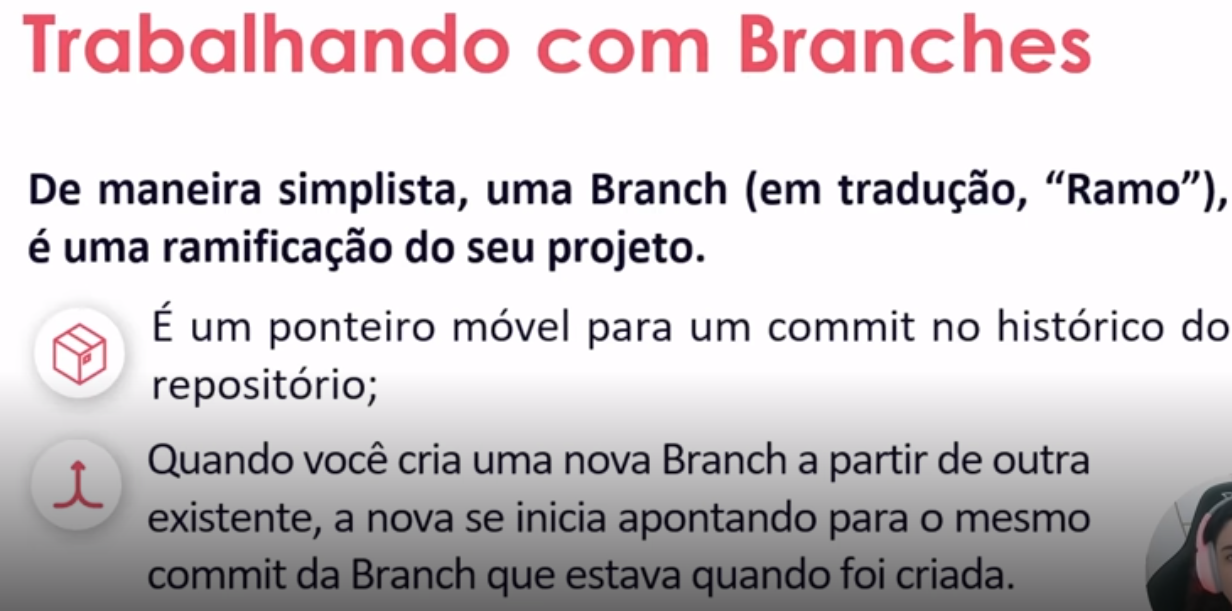 Trabalhando com Branches
De maneira simplista, uma Branch (em tradução, “Ramo”),
é uma ramificação do seu projeto.
É um ponteiro móvel para um commit no histórico do
repositório;
Quando você cria uma nova Branch a partir de outra
existente, a nova se inicia apontando para o mesmo
commit da Branch que estava quando foi criada.